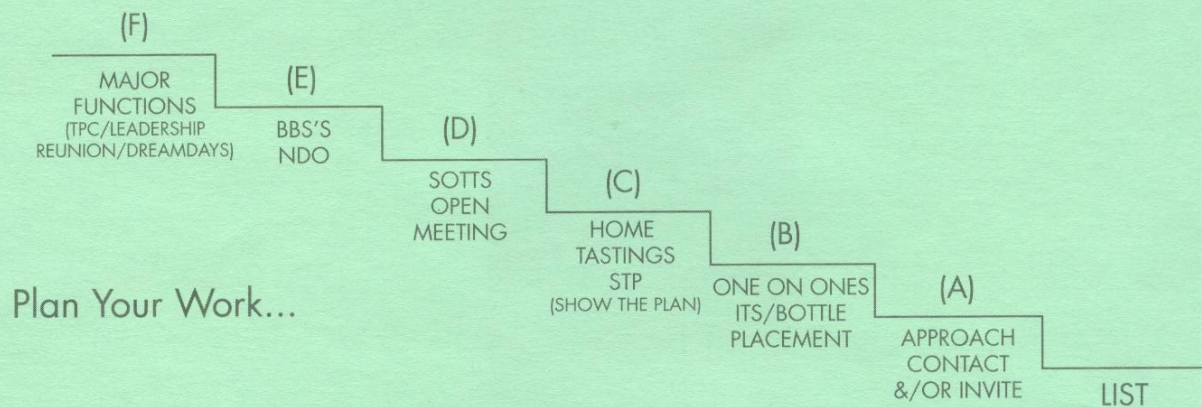 (F)
MAJOR
FUNCTIONS
(TPC/LEADERSHIP
REUNION/DREAMDAYS)
(E)
BBS'S
NDO
(D)
SOTTS
OPEN
MEETING
(C)
HOME
TASTINGS
STP
(SHOW THE PLAN)
(B)
ONE ON ONES
ITS/BOTTLE
PLACEMENT
(A)
APPROACH
CONTACT
&/OR INVITE
LIST
Plan Your Work...